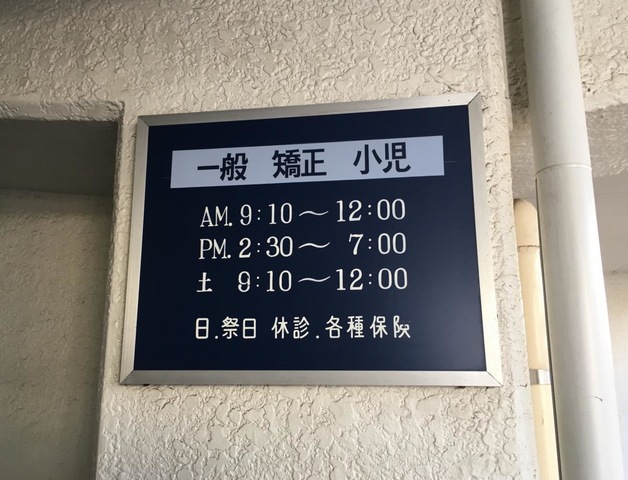 一般 矯正 小児
AM. 9:10〜12:00
PM. 2:30〜 7:00
土 9:10〜12:00
日.祭日 休診.各種保険